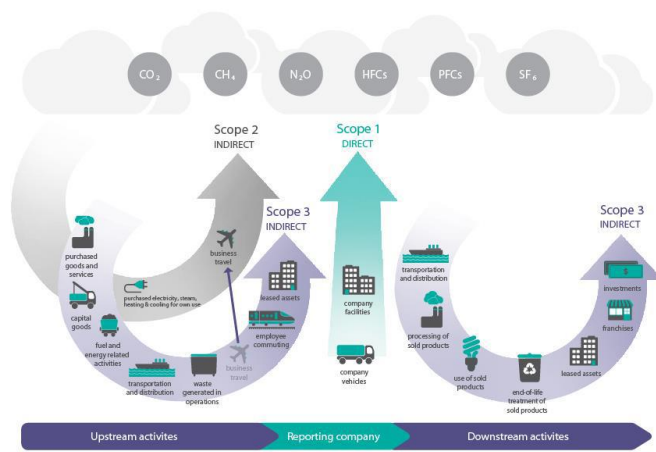 CO₂
CH₄
N₂O
HFCs
PFCs
SF₆
Scope 2
INDIRECT
Scope 1
DIRECT
Scope 3
INDIRECT
Scope 3
INDIRECT
purchased
goods and
services
capital
goods
fuel and
energy related
activities
transportation
and distribution
waste
generated in
operations
business
travel
employee
commuting
leased assets
business
travel
purchased electricity, steam,
heating & cooling for own use
company
facilities
company
vehicles
transportation
and distribution
processing of
sold products
use of sold
products
end-of-life
treatment of
sold products
leased assets
franchises
investments
Upstream activites
Reporting company
Downstream activites